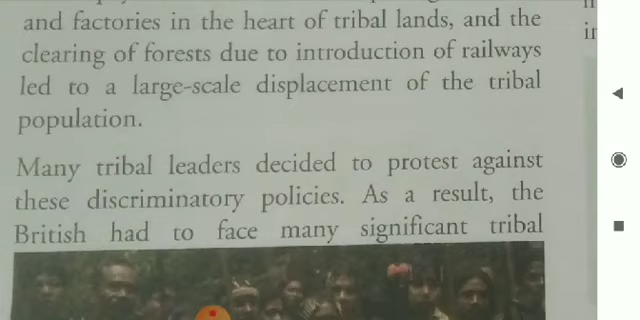 and factories in the heart of tribal lands, and the
clearing of forests due to introduction of railways
led to a large-scale displacement of the tribal
population.
Many tribal leaders decided to protest against
these discriminatory policies. As a result, the
British had to face many significant tribal